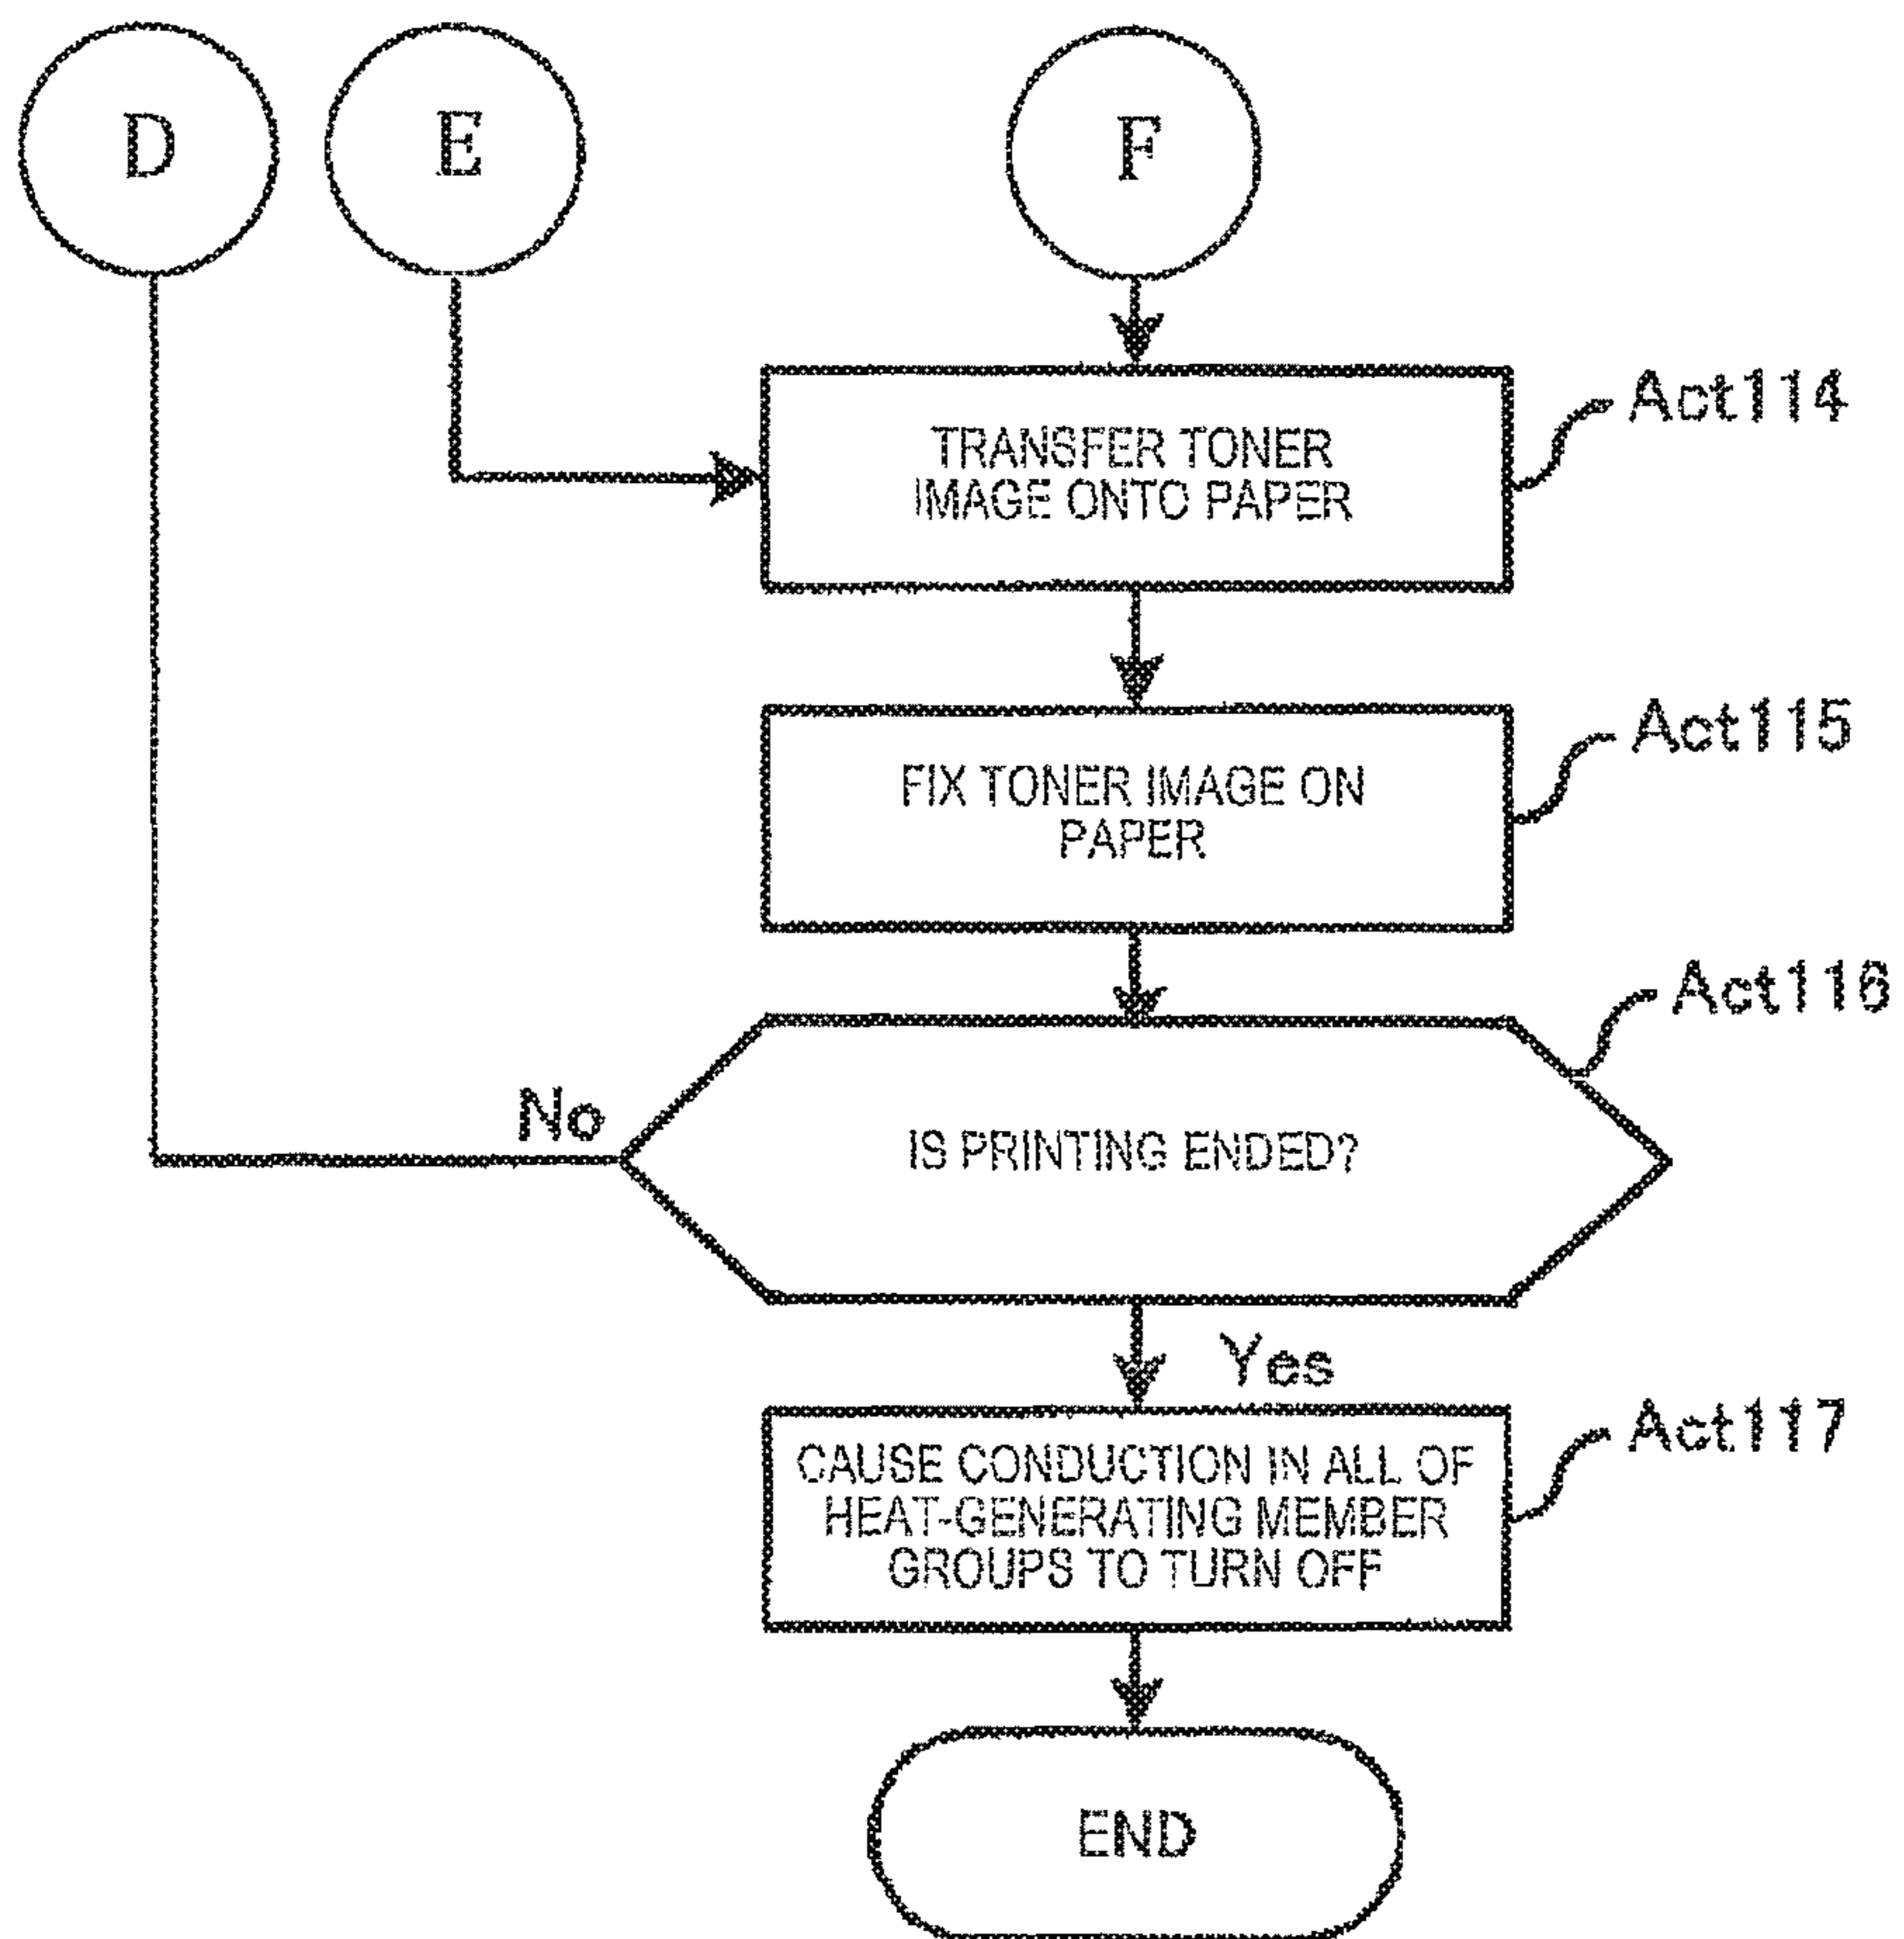 D
E
F
TRANSFER TONER
IMAGE ONTO PAPER
Act114
FIX TONER IMAGE ON
PAPER
Act115
IS PRINTING ENDED?
Act116
No
Yes
CAUSE CONDUCTION IN ALL OF
HEAT-GENERATING MEMBER
GROUPS TO TURN OFF
Act117
END